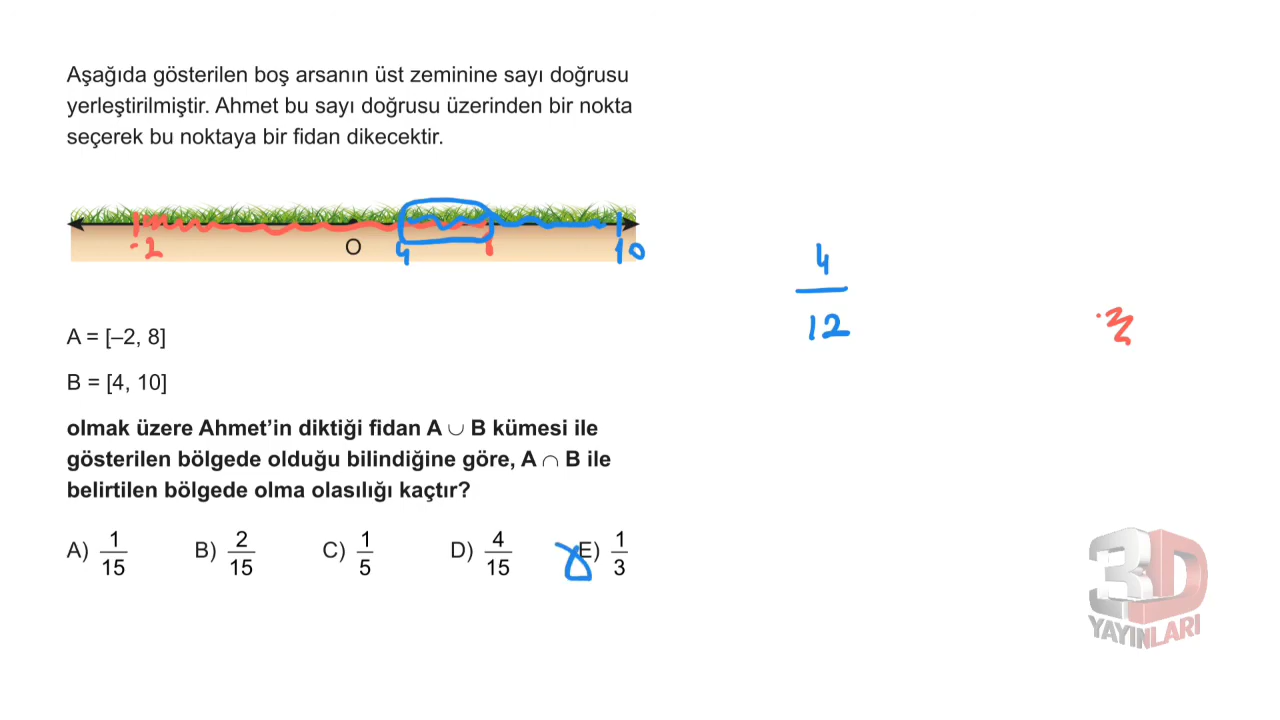 Aşağıda gösterilen boş arsanın üst zeminine sayı doğrusu
yerleştirilmiştir. Ahmet bu sayı doğrusu üzerinden bir nokta
seçerek bu noktaya bir fidan dikecektir.
-2 O 4 10
4
12
A = [–2, 8]
B = [4, 10]
olmak üzere Ahmet’in diktiği fidan A ∪ B kümesi ile
gösterilen bölgede olduğu bilindiğine göre, A ∩ B ile
belirtilen bölgede olma olasılığı kaçtır?
A) 1/15 B) 2/15 C) 1/5 D) 4/15 E) 1/3
3D
YAYINLARI